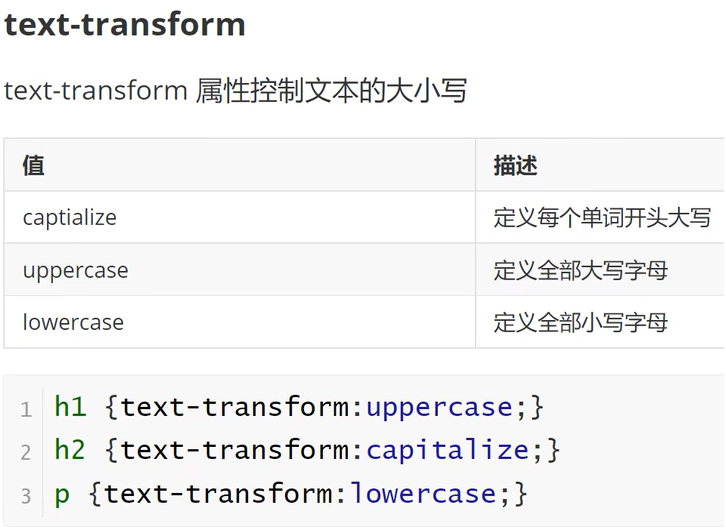 text-transform
text-transform 属性控制文本的大小写
值 描述
captialize 定义每个单词开头大写
uppercase 定义全部大写字母
lowercase 定义全部小写字母
1 h1 {text-transform:uppercase;}
2 h2 {text-transform:capitalize;}
3 p {text-transform:lowercase;}